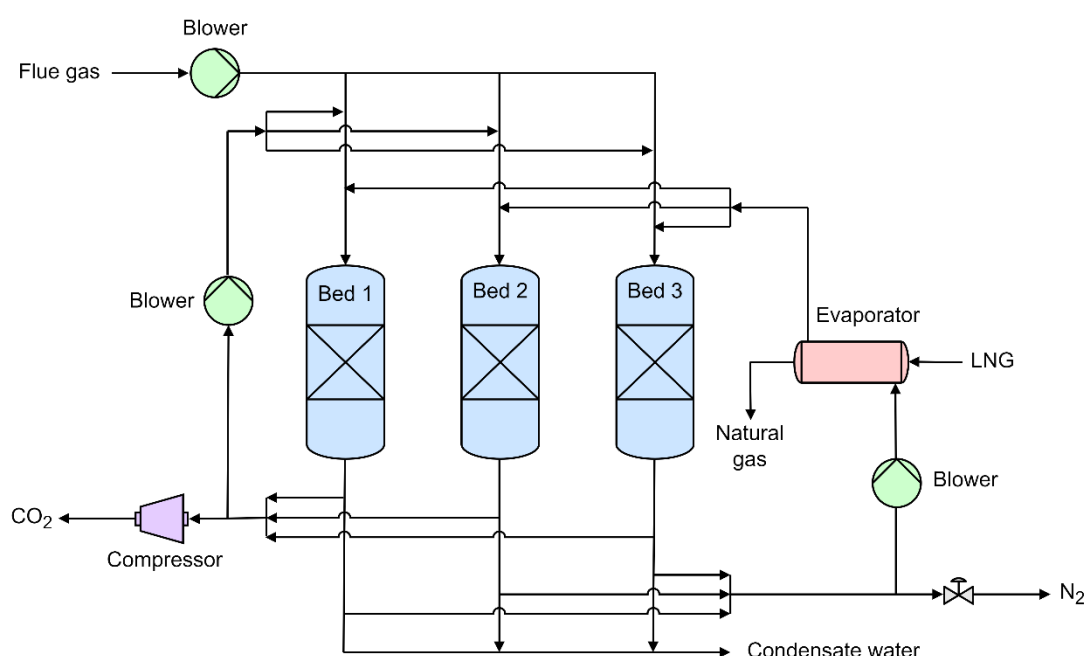 Blower
Flue gas
Bed 1
Bed 2
Bed 3
Blower
Evaporator
LNG
Natural
gas
Blower
CO₂
Compressor
N₂
Condensate water